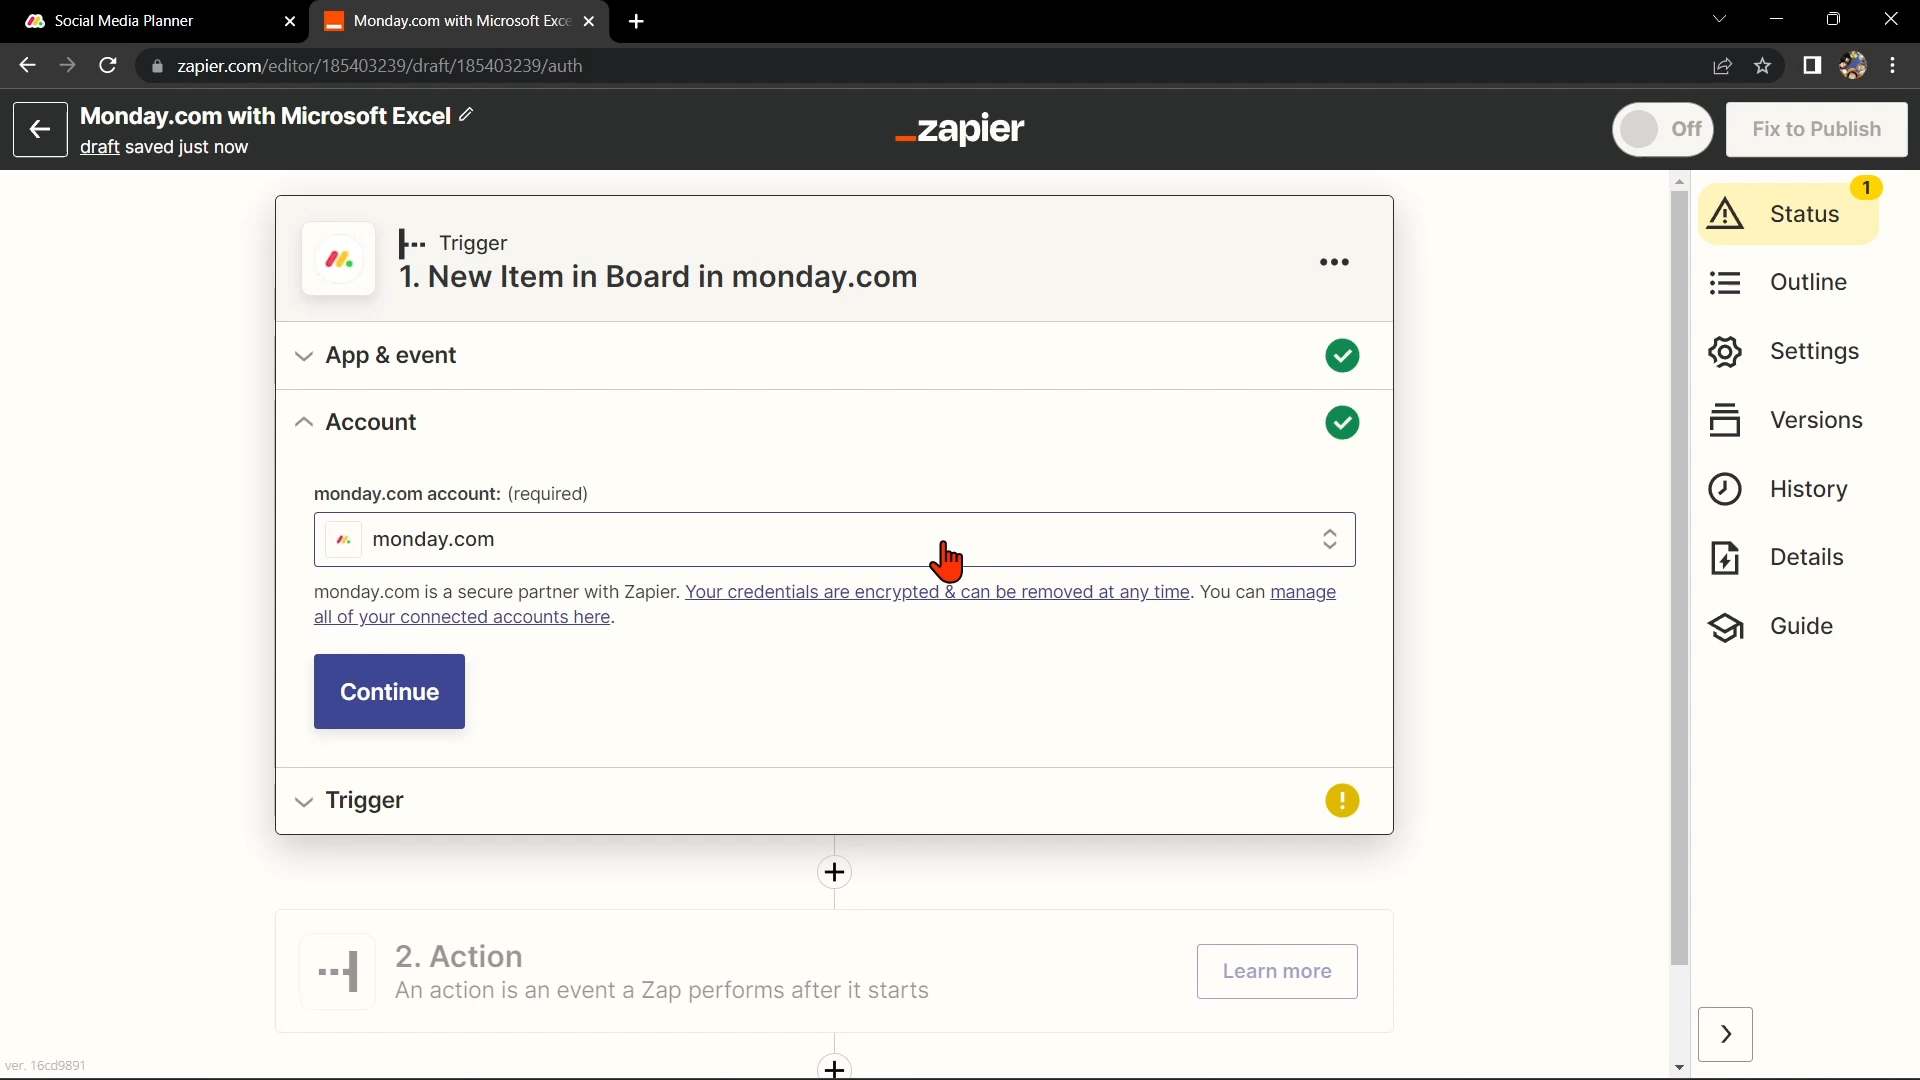 Social Media Planner
Monday.com with Microsoft Exce
zapier.com/editor/185403239/draft/185403239/auth
Monday.com with Microsoft Excel
draft saved just now
_zapier
Off
Fix to Publish
Trigger
1. New Item in Board in monday.com
App & event
Account
monday.com account: (required)
monday.com
monday.com is a secure partner with Zapier. Your credentials are encrypted & can be removed at any time. You can manage
all of your connected accounts here.
Continue
Trigger
!
2. Action
An action is an event a Zap performs after it starts
Learn more
1
Status
Outline
Settings
Versions
History
Details
Guide
ver. 16cd9891